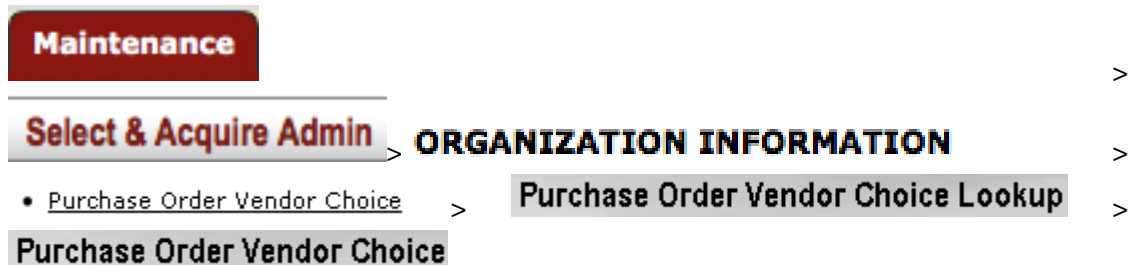 Maintenance >
Select & Acquire Admin > ORGANIZATION INFORMATION >
• Purchase Order Vendor Choice > Purchase Order Vendor Choice Lookup >
Purchase Order Vendor Choice